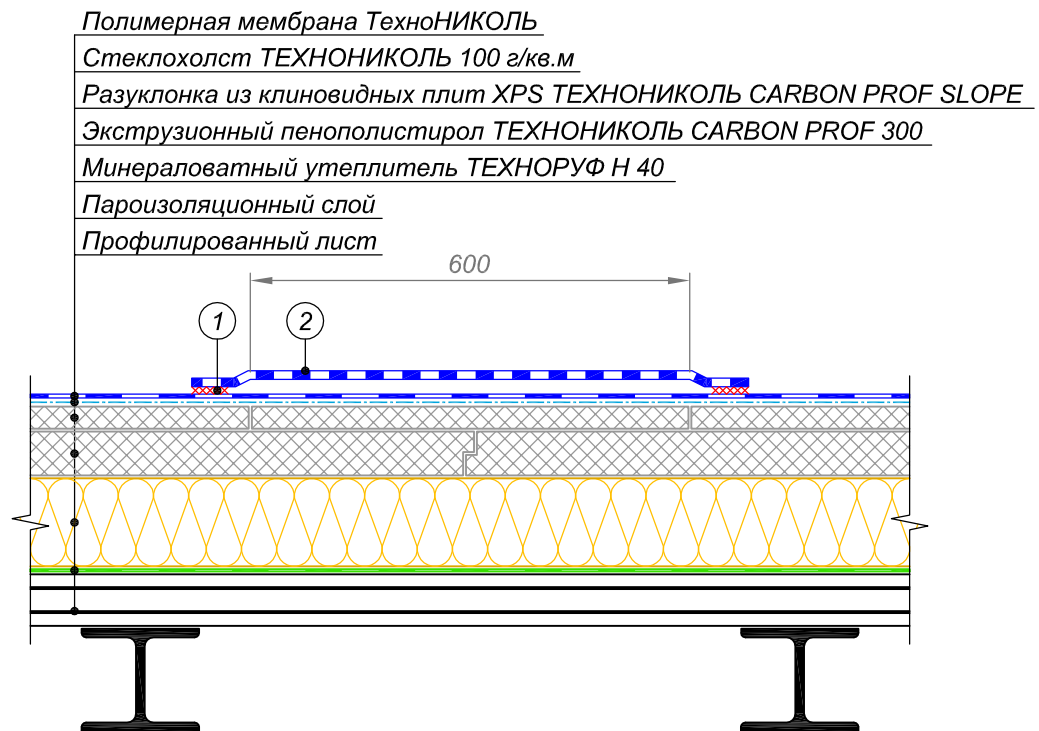 Полимерная мембрана ТехноНИКОЛЬ
Стеклохолст ТЕХНОНИКОЛЬ 100 г/кв.м
Разуклонка из клиновидных плит XPS ТЕХНОНИКОЛЬ CARBON PROF SLOPE
Экструзионный пенополистирол ТЕХНОНИКОЛЬ CARBON PROF 300
Минераловатный утеплитель ТЕХНОРУФ Н 40
Пароизоляционный слой
Профилированный лист
600
1
2